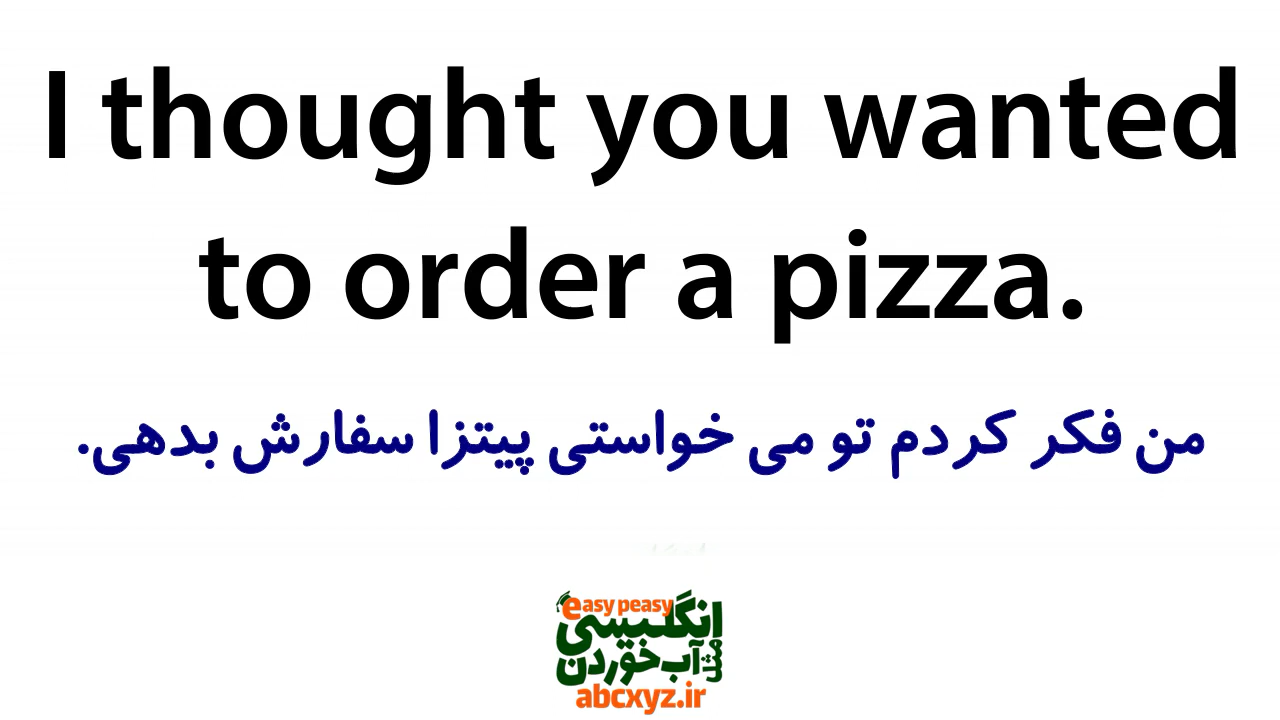 I thought you wanted
to order a pizza.
من فکر کردم تو می خواستی پیتزا سفارش بدهی.
easy peasy
انگلیسی
مثل
آب خوردن
abcxyz.ir